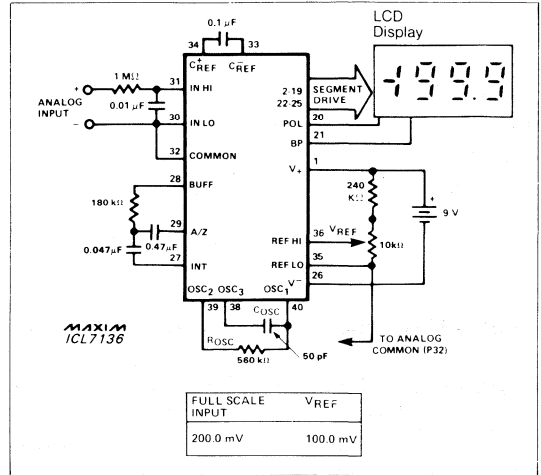 LCD
Display
0.1 µF
34 33
C+REF C-REF
1 MΩ
31 IN HI
ANALOG
INPUT
+
0.01 µF
30 IN LO
-
32 COMMON
28 BUFF
180 kΩ
29 A/Z
0.47µF
0.047µF
27 INT
2-19
22-25
SEGMENT
DRIVE
-199.9
20
POL
21
BP
1
V+
240
KΩ
+
9 V
36 VREF
REF HI
10kΩ
35
REF LO
26
V-
OSC2 OSC3 OSC1
39 38 40
COSC
ROSC
560 kΩ
50 pF
TO ANALOG
COMMON (P32)
MAXIM
ICL7136
FULL SCALE INPUT VREF
200.0 mV 100.0 mV